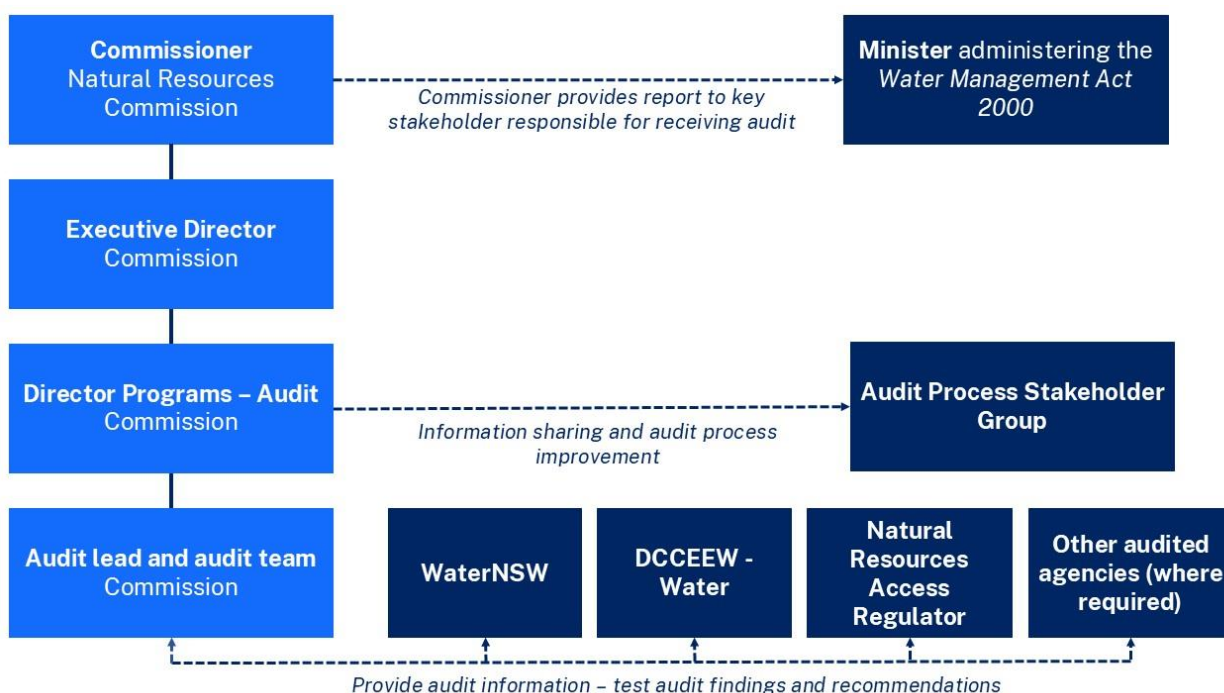 Commissioner
Natural Resources
Commission
Commissioner provides report to key
stakeholder responsible for receiving audit
Minister administering the
Water Management Act
2000
Executive Director
Commission
Director Programs – Audit
Commission
Information sharing and audit process
improvement
Audit Process Stakeholder
Group
Audit lead and audit team
Commission
WaterNSW
DCCEEW -
Water
Natural
Resources
Access
Regulator
Other audited
agencies (where
required)
Provide audit information – test audit findings and recommendations